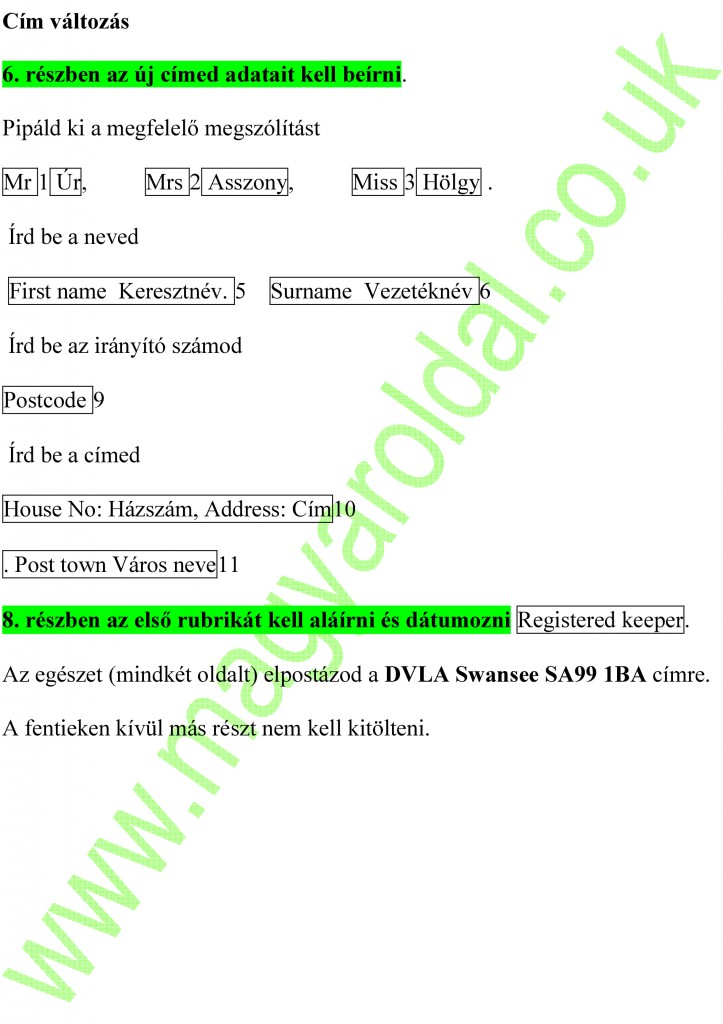 Cím változás
6. részben az új címed adatait kell beírni.
Pipáld ki a megfelelő megszólítást
Mr 1 Úr, Mrs 2 Asszony, Miss 3 Hölgy .
Írd be a neved
First name Keresztnév. 5 Surname Vezetéknév 6
Írd be az irányító számod
Postcode 9
Írd be a címed
House No: Házszám, Address: Cím10
. Post town Város neve11
8. részben az első rubrikát kell aláírni és dátumozni Registered keeper.
Az egészet (mindkét oldalt) elpostázod a DVLA Swansee SA99 1BA címre.
A fentieken kívül más részt nem kell kitölteni.
www.magyaroldal.co.uk